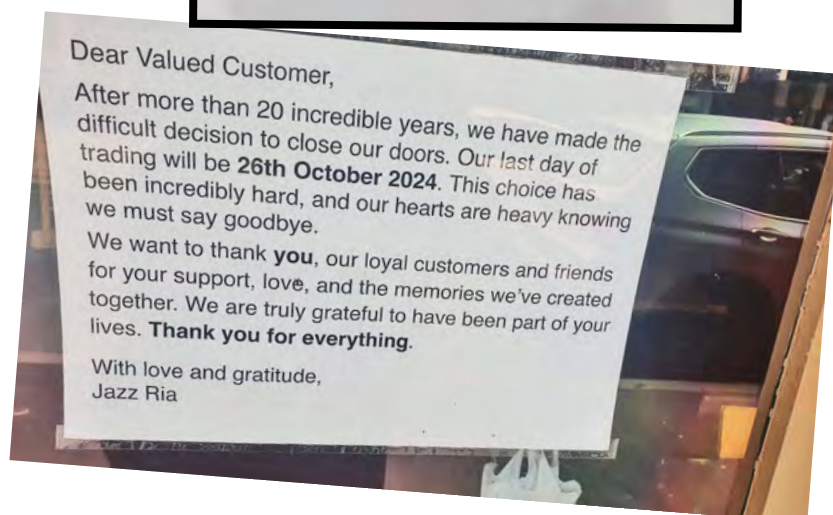 Dear Valued Customer,
After more than 20 incredible years, we have made the
difficult decision to close our doors. Our last day of
trading will be 26th October 2024. This choice has
been incredibly hard, and our hearts are heavy knowing
we must say goodbye.
We want to thank you, our loyal customers and friends
for your support, love, and the memories we've created
together. We are truly grateful to have been part of your
lives. Thank you for everything.
With love and gratitude,
Jazz Ria